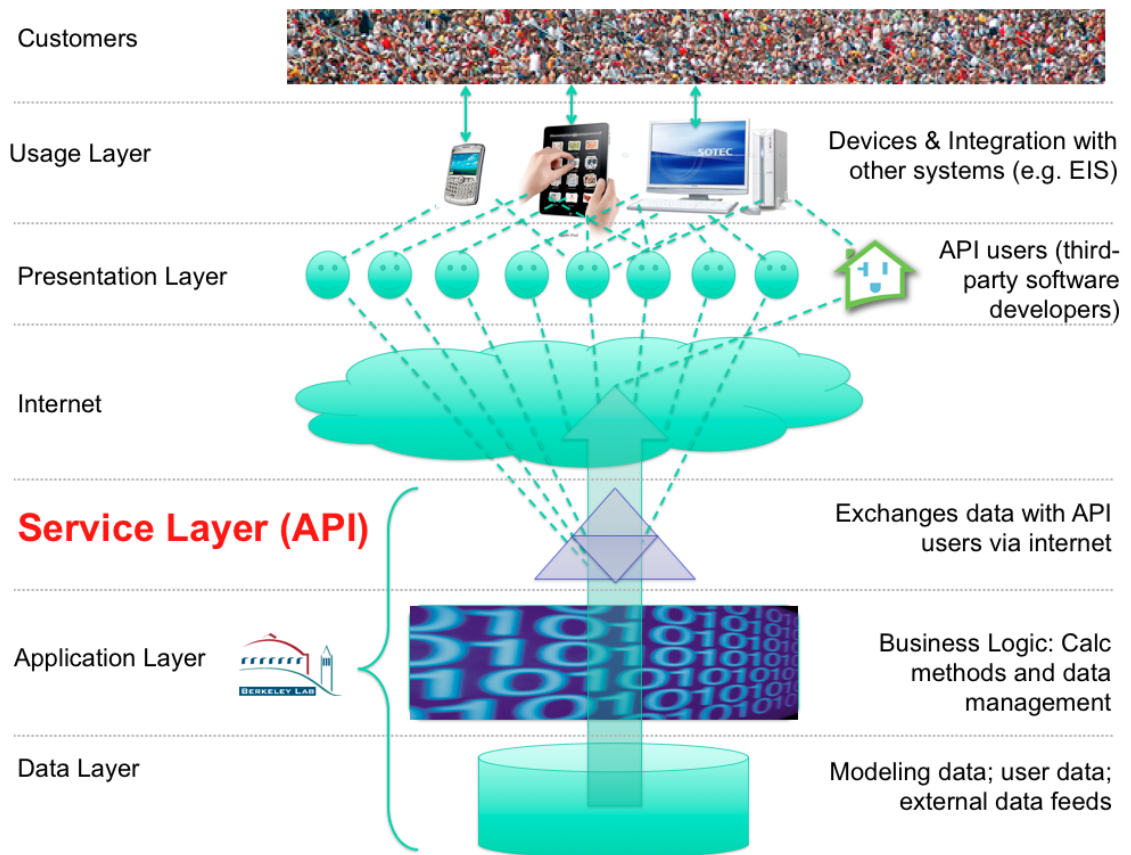 Customers
Usage Layer
SOTEC
Devices & Integration with
other systems (e.g. EIS)
Presentation Layer
API users (third-
party software
developers)
Internet
Service Layer (API)
Exchanges data with API
users via internet
Application Layer
BERKELEY LAB
Business Logic: Calc
methods and data
management
Data Layer
Modeling data; user data;
external data feeds